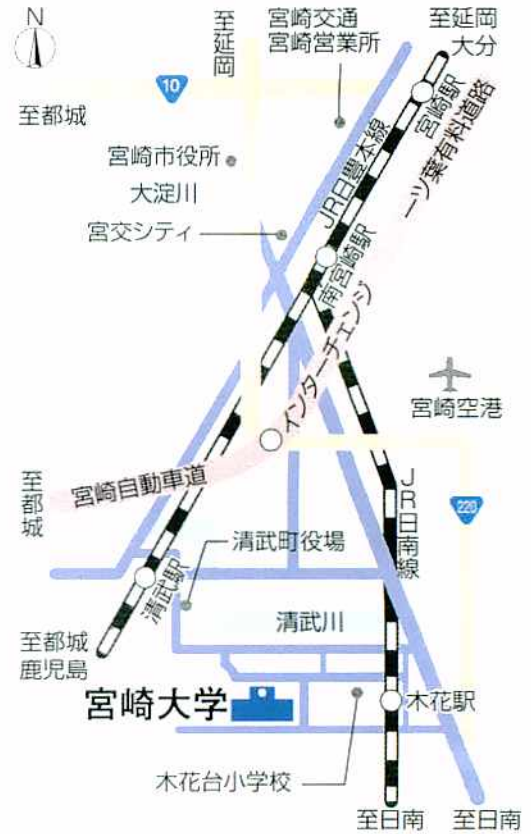 N
至延岡
宮崎交通
宮崎営業所
至延岡
大分
10
至都城
宮崎駅
宮崎市役所
JR日豊本線
一ツ葉有料道路
大淀川
宮交シティ
南宮崎駅
インターチェンジ
宮崎空港
宮崎自動車道
至都城
JR日南線
220
清武町役場
清武駅
清武川
至都城
鹿児島
宮崎大学
木花駅
木花台小学校
至日南
至日南